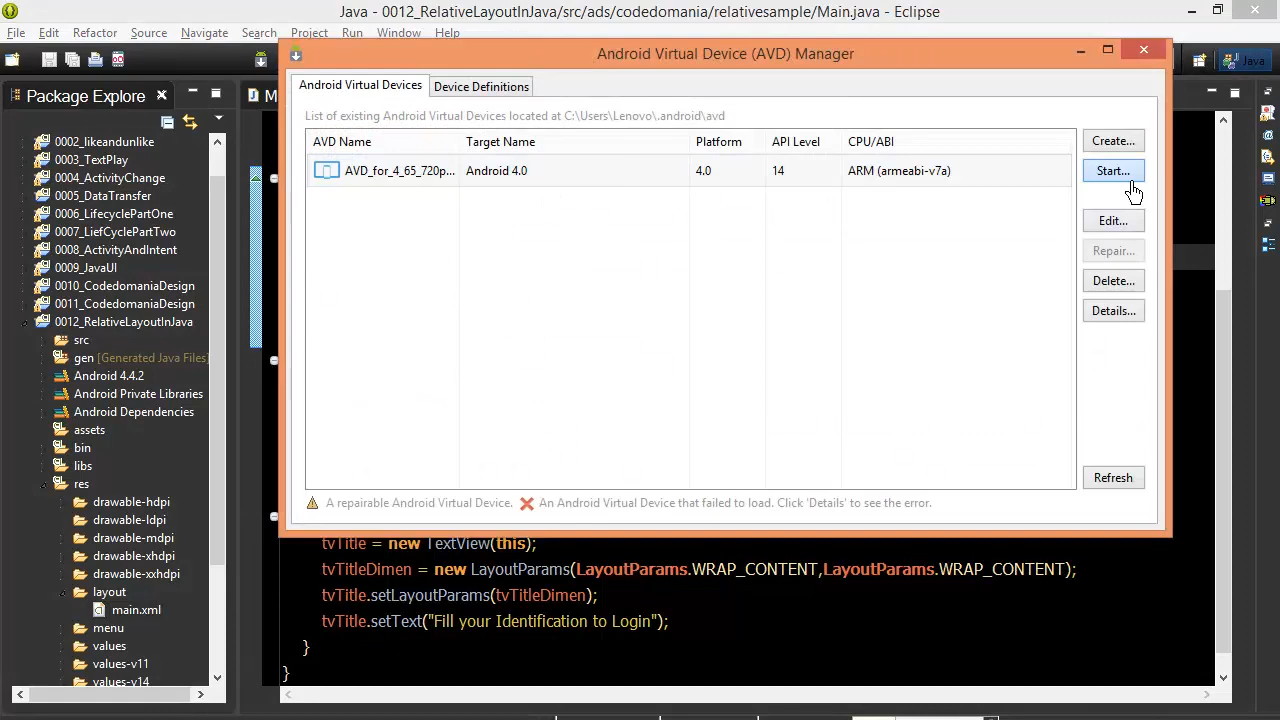 Java - 0012_RelativeLayoutInJava/src/ads/codedomania/relativesample/Main.java - Eclipse
File Edit Refactor Source Navigate Search Project Run Window Help
Java
Package Explore
0002_likeandunlike
0003_TextPlay
0004_ActivityChange
0005_DataTransfer
0006_LifecyclePartOne
0007_LiefCyclePartTwo
0008_ActivityAndIntent
0009_JavaUI
0010_CodedomaniaDesign
0011_CodedomaniaDesign
0012_RelativeLayoutInJava
src
gen [Generated Java Files]
Android 4.4.2
Android Private Libraries
Android Dependencies
assets
bin
libs
res
drawable-hdpi
drawable-ldpi
drawable-mdpi
drawable-xhdpi
drawable-xxhdpi
layout
main.xml
menu
values
values-v11
values-v14
M
Android Virtual Device (AVD) Manager
Android Virtual Devices Device Definitions
List of existing Android Virtual Devices located at C:\Users\Lenovo\.android\avd
AVD Name Target Name Platform API Level CPU/ABI
AVD_for_4_65_720p... Android 4.0 4.0 14 ARM (armeabi-v7a)
Create...
Start...
Edit...
Repair...
Delete...
Details...
Refresh
A repairable Android Virtual Device. An Android Virtual Device that failed to load. Click 'Details' to see the error.
tvTitle = new TextView(this);
tvTitleDimen = new LayoutParams(LayoutParams.WRAP_CONTENT,LayoutParams.WRAP_CONTENT);
tvTitle.setLayoutParams(tvTitleDimen);
tvTitle.setText("Fill your Identification to Login");
}
}